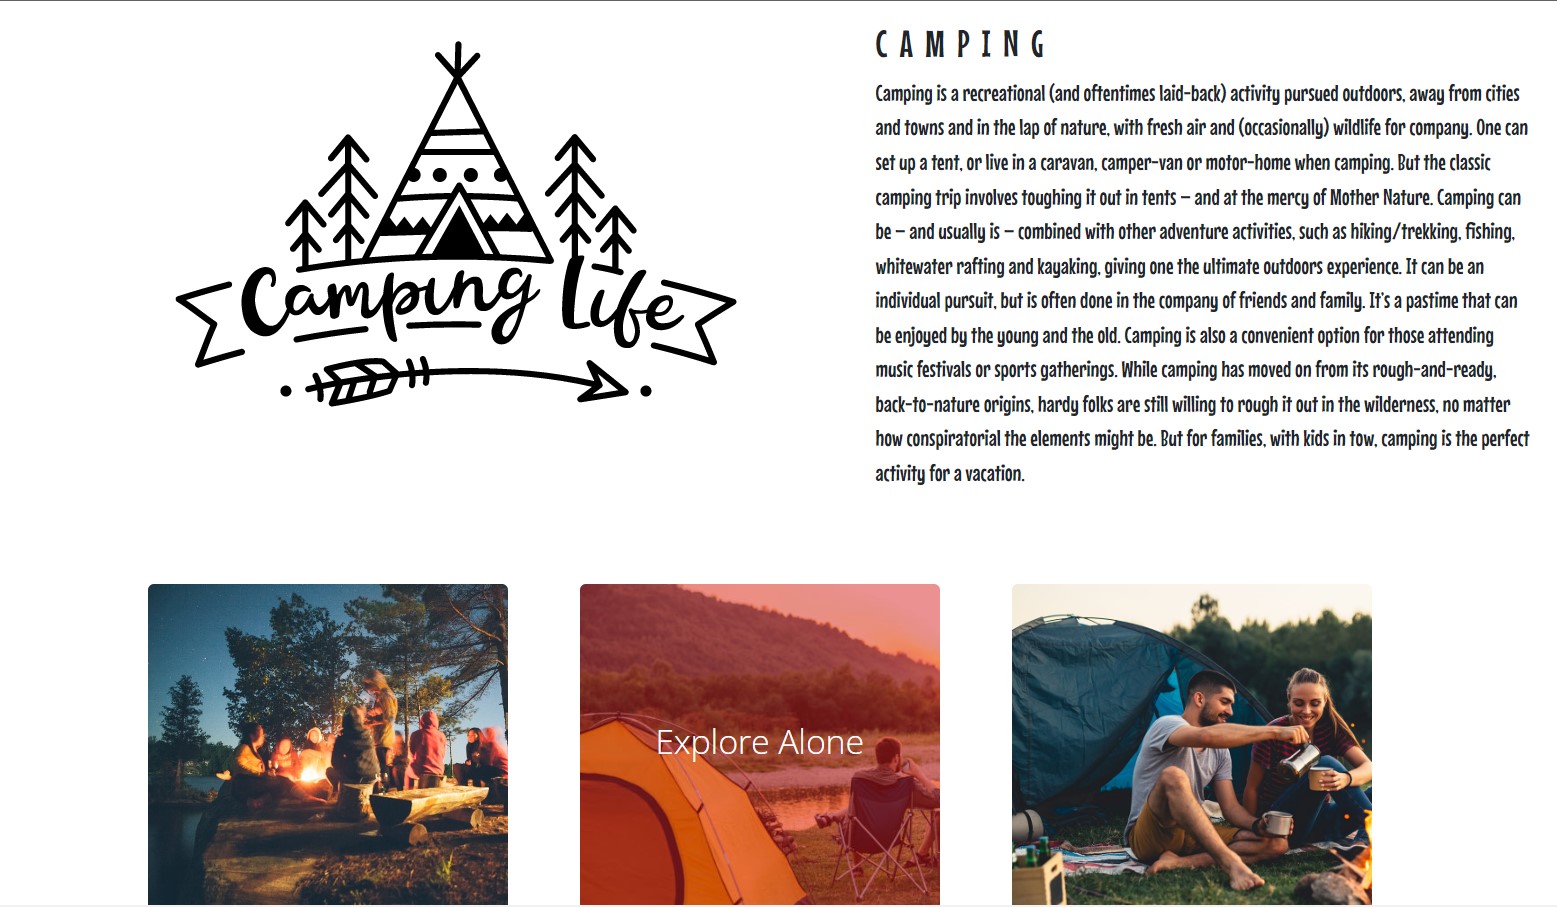 Camping Life
CAMPING
Camping is a recreational (and oftentimes laid-back) activity pursued outdoors, away from cities
and towns and in the lap of nature, with fresh air and (occasionally) wildlife for company. One can
set up a tent, or live in a caravan, camper-van or motor-home when camping. But the classic
camping trip involves toughing it out in tents – and at the mercy of Mother Nature. Camping can
be – and usually is – combined with other adventure activities, such as hiking/trekking, fishing,
whitewater rafting and kayaking, giving one the ultimate outdoors experience. It can be an
individual pursuit, but is often done in the company of friends and family. It's a pastime that can
be enjoyed by the young and the old. Camping is also a convenient option for those attending
music festivals or sports gatherings. While camping has moved on from its rough-and-ready,
back-to-nature origins, hardy folks are still willing to rough it out in the wilderness, no matter
how conspiratorial the elements might be. But for families, with kids in tow, camping is the perfect
activity for a vacation.
Explore Alone